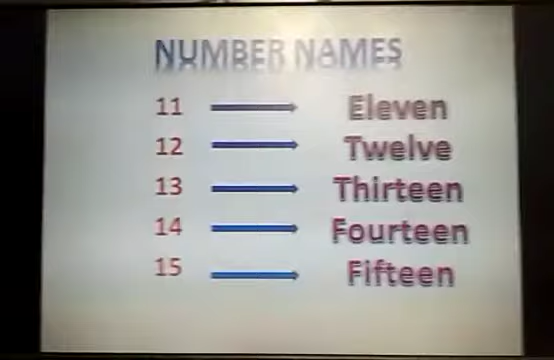 NUMBER NAMES
11 Eleven
12 Twelve
13 Thirteen
14 Fourteen
15 Fifteen